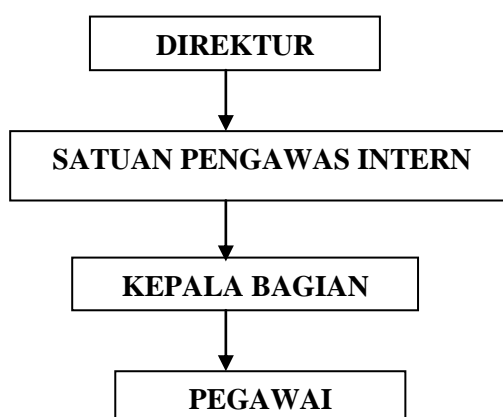 DIREKTUR
SATUAN PENGAWAS INTERN
KEPALA BAGIAN
PEGAWAI